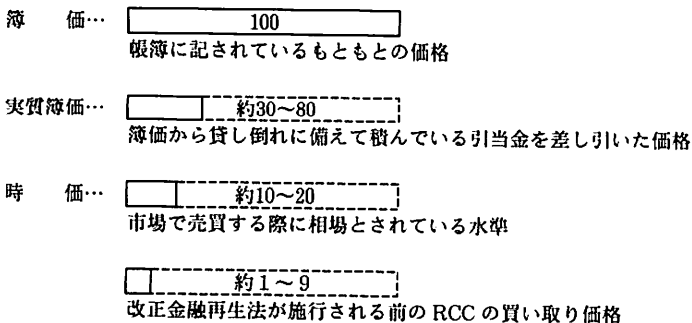 簿　価… 100
帳簿に記されているもともとの価格
実質簿価… 約30〜80
簿価から貸し倒れに備えて積んでいる引当金を差し引いた価格
時　価… 約10〜20
市場で売買する際に相場とされている水準
約1〜9
改正金融再生法が施行される前のRCCの買い取り価格